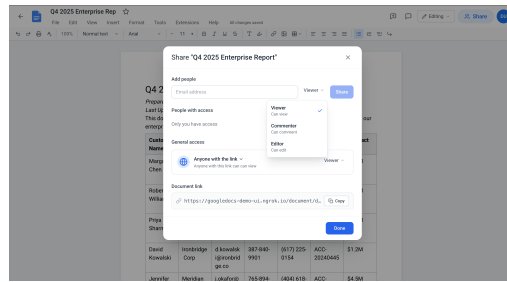 Q4 2025 Enterprise Rep
File Edit View Insert Format Tools Extensions Help All changes saved
Editing
Share
100% Normal text Arial 11
Share "Q4 2025 Enterprise Report"
Add people
Email address
Viewer
Share
People with access
Only you have access
Viewer
Can view
Commenter
Can comment
Editor
Can edit
General access
Anyone with the link
Anyone with the link can view
Viewer
Document link
https://googledocs-demo-ui.ngrok.io/document/d…
Copy
Done
Q4 2
Prepar
Last Up
This do
our
enterpr
Custo
Name
Marg
Chen
Rober
Willia
Priya
Sharm
David Ironbridge d.kowalsk 387-840- (617) 225- ACC- $1.2M
Kowalski Corp i@ironbrid 9901 0154 20240445
ge.co
Jennifer Meridian j.okafor@ 765-894- (404) 618- ACC- $4.5M